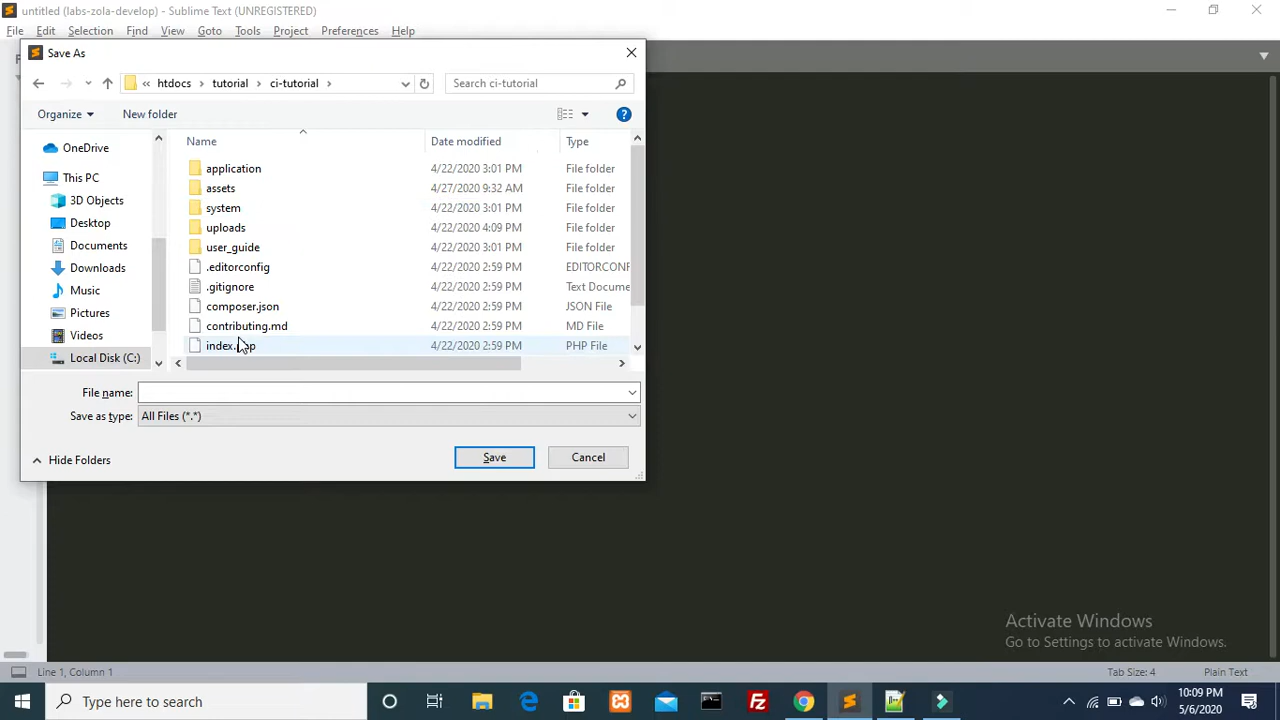 untitled (labs-zola-develop) - Sublime Text (UNREGISTERED)
File Edit Selection Find View Goto Tools Project Preferences Help
Save As
« htdocs > tutorial > ci-tutorial >
Search ci-tutorial
Organize New folder
Name Date modified Type
OneDrive
This PC
3D Objects
Desktop
Documents
Downloads
Music
Pictures
Videos
Local Disk (C:)
application 4/22/2020 3:01 PM File folder
assets 4/27/2020 9:32 AM File folder
system 4/22/2020 3:01 PM File folder
uploads 4/22/2020 4:09 PM File folder
user_guide 4/22/2020 3:01 PM File folder
.editorconfig 4/22/2020 2:59 PM EDITORCONF
.gitignore 4/22/2020 2:59 PM Text Docume
composer.json 4/22/2020 2:59 PM JSON File
contributing.md 4/22/2020 2:59 PM MD File
index.php 4/22/2020 2:59 PM PHP File
File name:
Save as type: All Files (*.*)
Hide Folders
Save Cancel
Activate Windows
Go to Settings to activate Windows.
Line 1, Column 1
Tab Size: 4 Plain Text
Type here to search
10:09 PM
5/6/2020